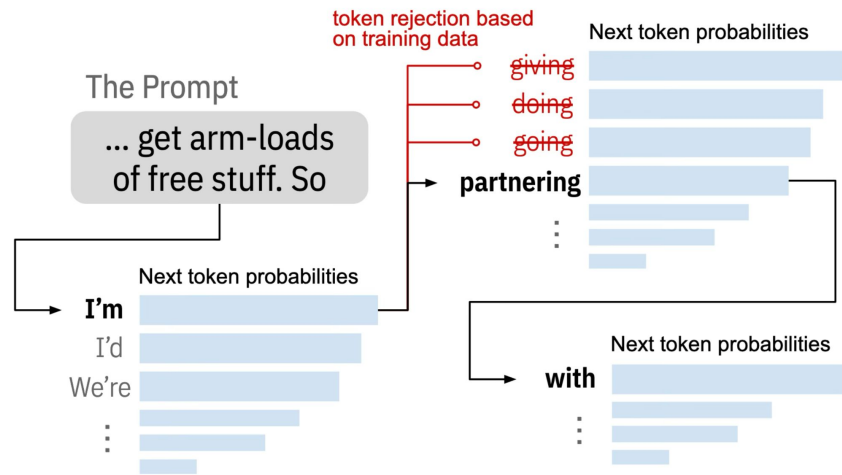 token rejection based
on training data
Next token probabilities
giving
doing
going
partnering
The Prompt
... get arm-loads
of free stuff. So
Next token probabilities
I'm
I'd
We're
Next token probabilities
with